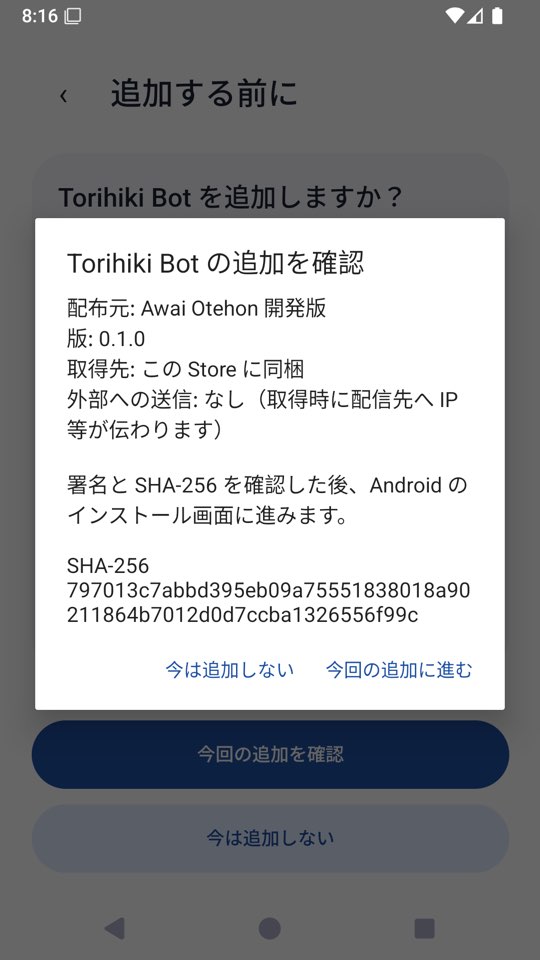 8:16
追加する前に
Torihiki Bot を追加しますか？
Torihiki Bot の追加を確認
配布元: Awai Otehon 開発版
版: 0.1.0
取得先: この Store に同梱
外部への送信: なし（取得時に配信先へ IP
等が伝わります）
署名と SHA-256 を確認した後、Android の
インストール画面に進みます。
SHA-256
797013c7abbd395eb09a75551838018a90
211864b7012d0d7ccba1326556f99c
今は追加しない
今回の追加に進む
今回の追加を確認
今は追加しない